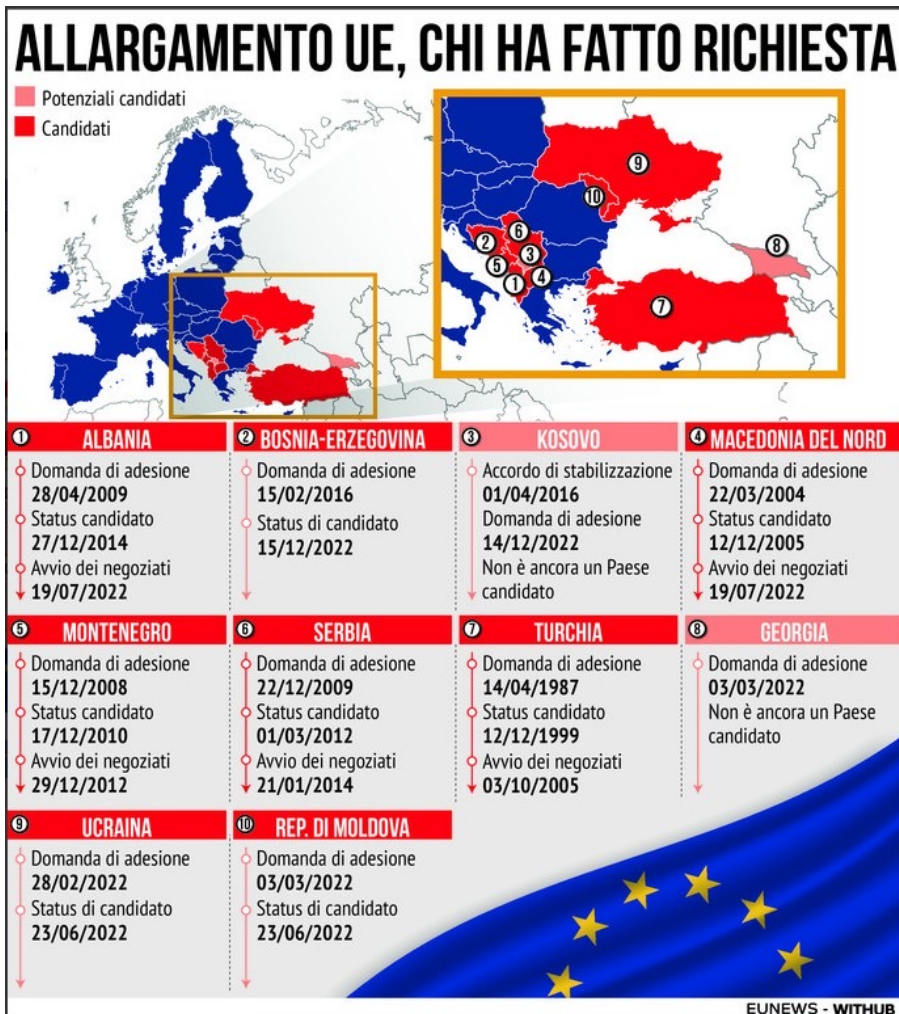 ALLARGAMENTO UE, CHI HA FATTO RICHIESTA
Potenziali candidati
Candidati
9
10
6
2
3
8
5
4
1
7
1 ALBANIA
Domanda di adesione
28/04/2009
Status candidato
27/12/2014
Avvio dei negoziati
19/07/2022
2 BOSNIA-ERZEGOVINA
Domanda di adesione
15/02/2016
Status di candidato
15/12/2022
3 KOSOVO
Accordo di stabilizzazione
01/04/2016
Domanda di adesione
14/12/2022
Non è ancora un Paese
candidato
4 MACEDONIA DEL NORD
Domanda di adesione
22/03/2004
Status candidato
12/12/2005
Avvio dei negoziati
19/07/2022
5 MONTENEGRO
Domanda di adesione
15/12/2008
Status candidato
17/12/2010
Avvio dei negoziati
29/12/2012
6 SERBIA
Domanda di adesione
22/12/2009
Status candidato
01/03/2012
Avvio dei negoziati
21/01/2014
7 TURCHIA
Domanda di adesione
14/04/1987
Status candidato
12/12/1999
Avvio dei negoziati
03/10/2005
8 GEORGIA
Domanda di adesione
03/03/2022
Non è ancora un Paese
candidato
9 UCRAINA
Domanda di adesione
28/02/2022
Status di candidato
23/06/2022
10 REP. DI MOLDOVA
Domanda di adesione
03/03/2022
Status di candidato
23/06/2022
EUNEWS - WITHUB